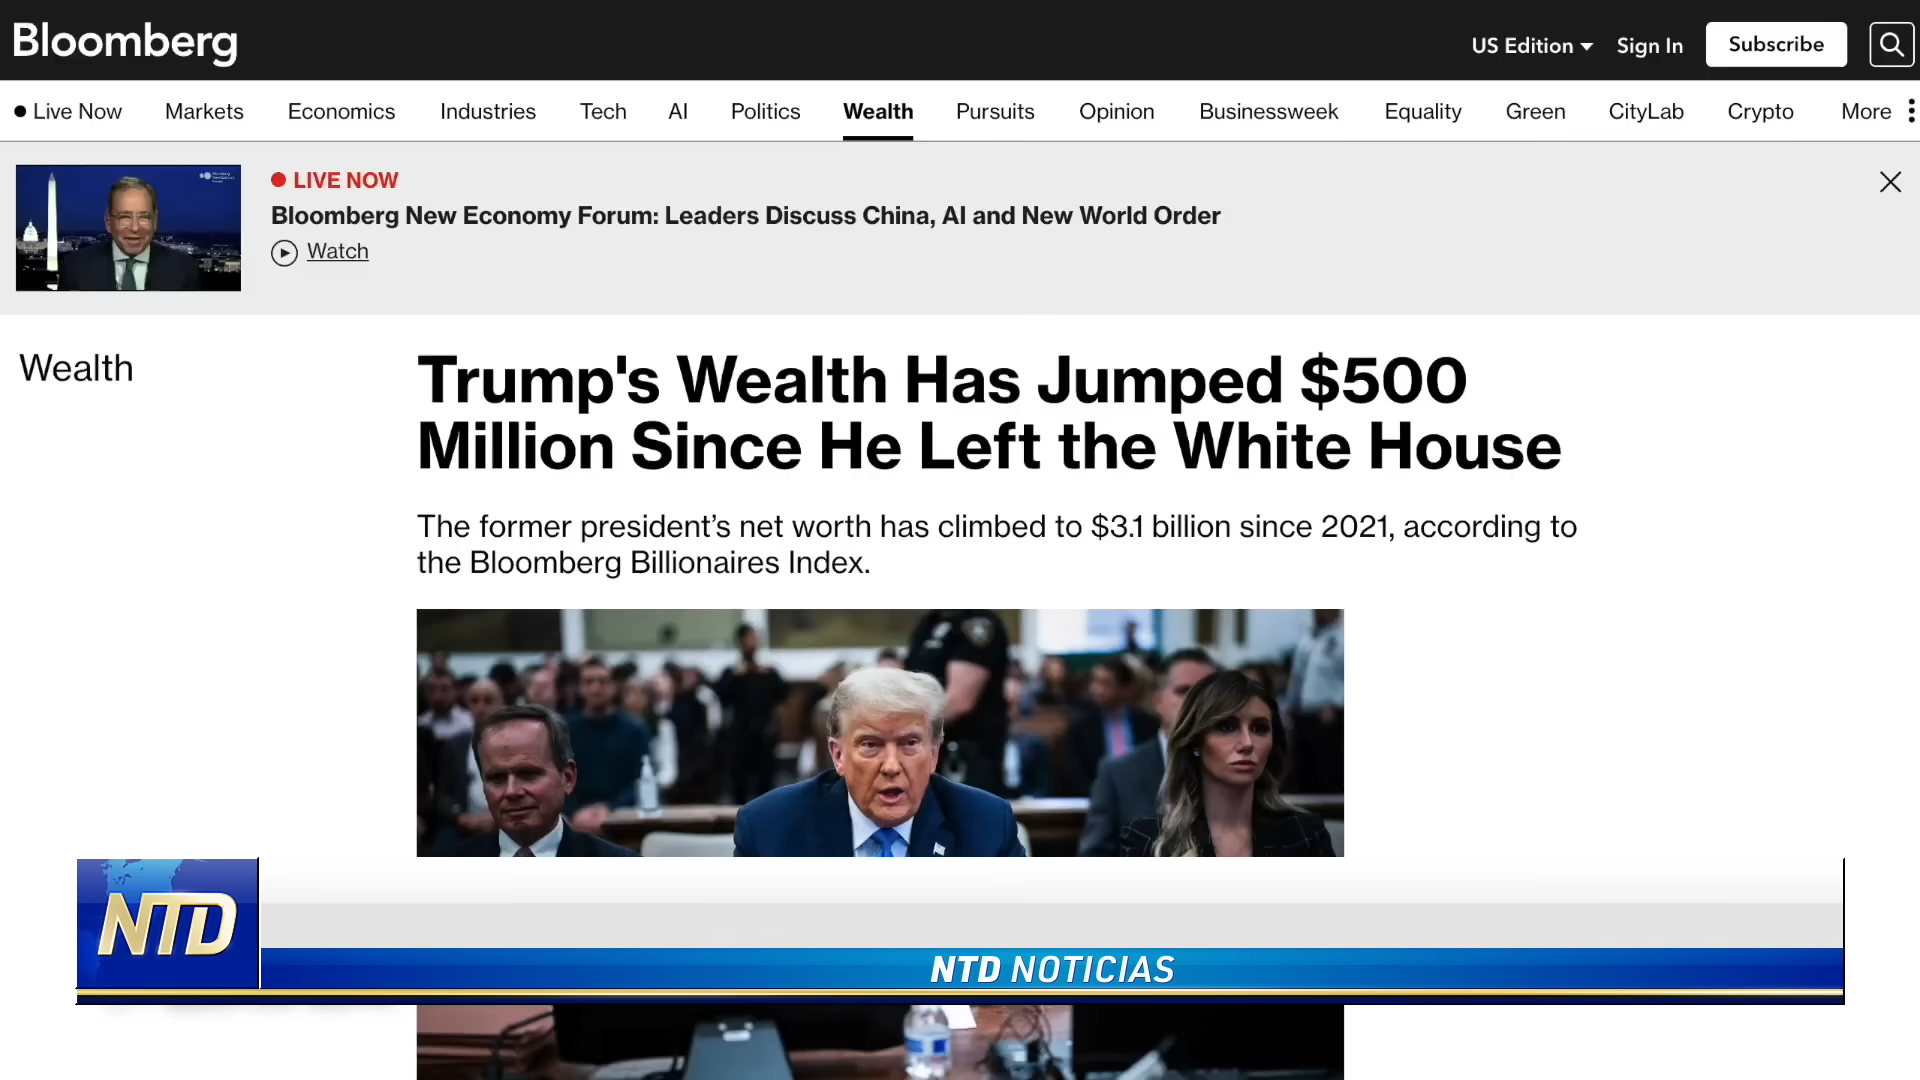 Bloomberg
US Edition
Sign In
Subscribe
Live Now
Markets
Economics
Industries
Tech
AI
Politics
Wealth
Pursuits
Opinion
Businessweek
Equality
Green
CityLab
Crypto
More
LIVE NOW
Bloomberg New Economy Forum: Leaders Discuss China, AI and New World Order
Watch
Wealth
Trump's Wealth Has Jumped $500
Million Since He Left the White House
The former president’s net worth has climbed to $3.1 billion since 2021, according to
the Bloomberg Billionaires Index.
NTD
NTD NOTICIAS